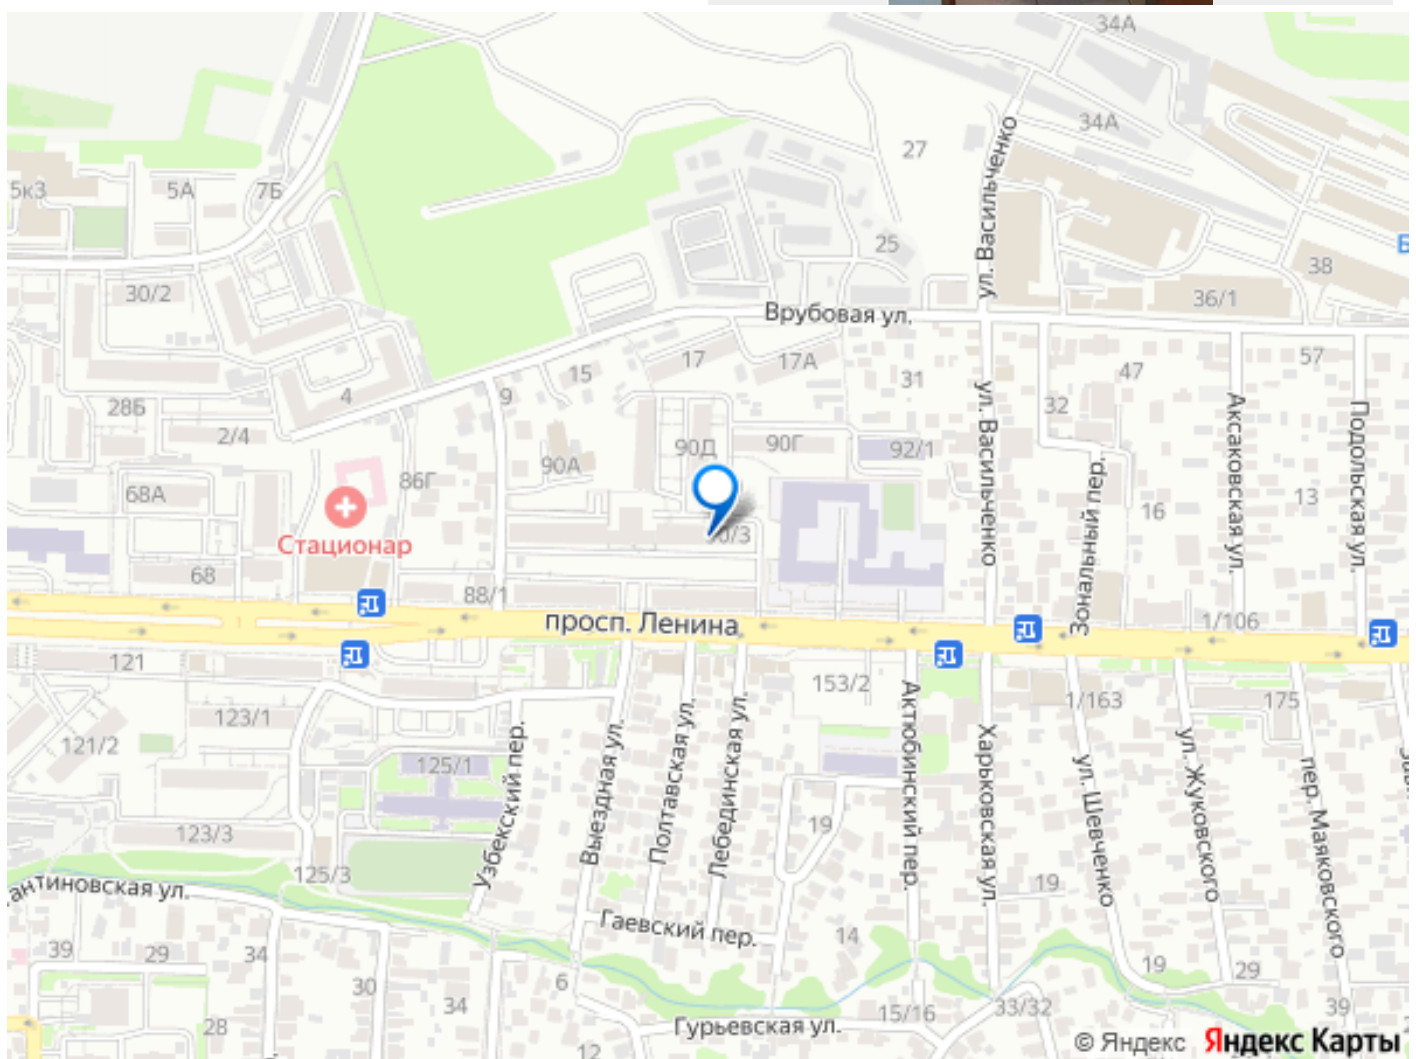 34А
34А
27
ул. Васильченко
5к3
5А
7Б
25
38
36/1
30/2
Врубовая ул.
17
17А
15
57
47
31
ул. Васильченко
Аксаковская ул.
Подольская ул.
9
4
32
28Б
2/4
90Д
90Г
92/1
90А
86Г
68А
Зональный пер.
16
13
Стационар
68
88/1
просп. Ленина
1/106
121
153/2
1/163
175
123/1
121/2
125/1
Узбекский пер.
Выездная ул.
Полтавская ул.
Лебединская ул.
Актюбинский пер.
Харьковская ул.
ул. Шевченко
ул. Жуковского
пер. Маяковского
123/3
19
125/3
19
антиновская ул.
Гаевский пер.
14
39
29
34
6
19
29
30
34
15/16
33/32
39
28
Гурьевская ул.
12
© Яндекс Яндекс Карты